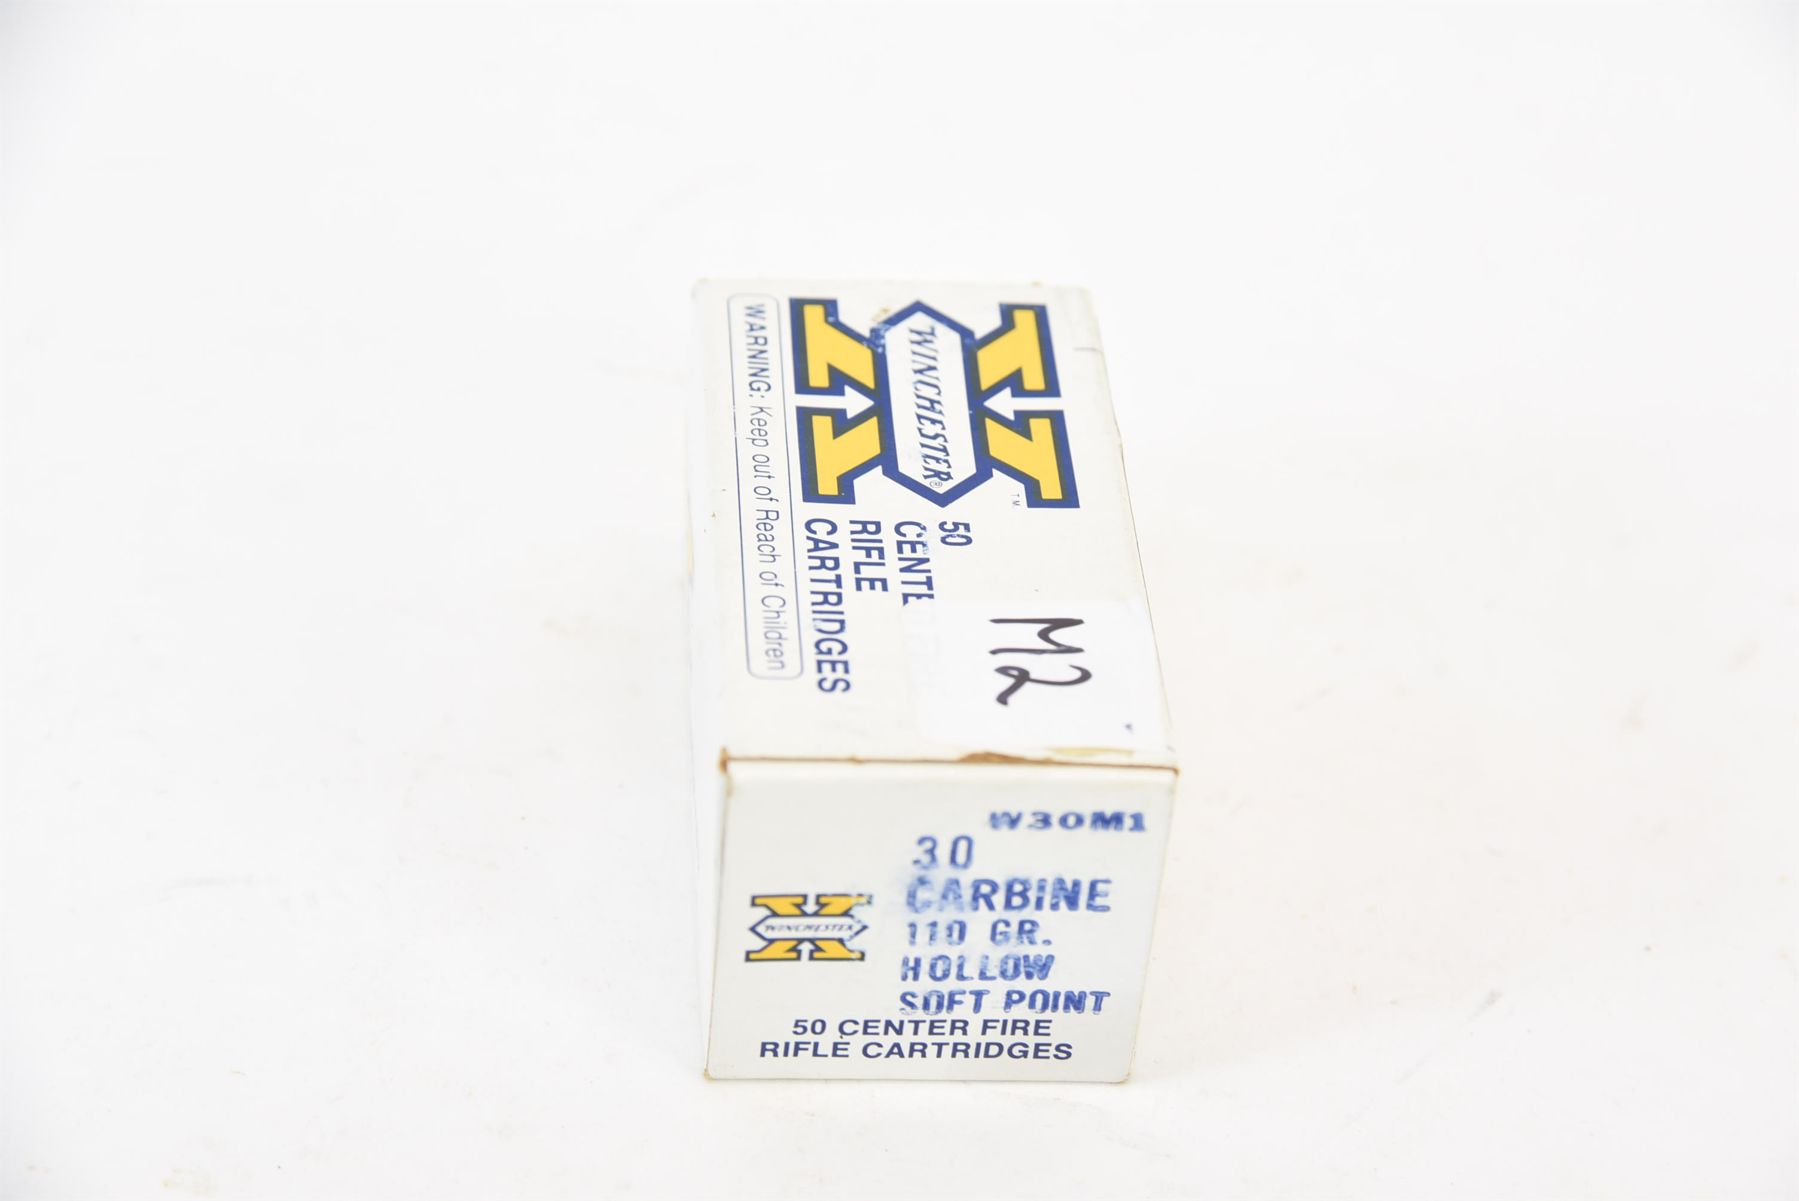 WINCHESTER®
TM
50
CENTE
RIFLE
CARTRIDGES
WARNING: Keep out of Reach of Children
M2
W30M1
30
CARBINE
110 GR.
HOLLOW
SOFT POINT
WINCHESTER
50 CENTER FIRE
RIFLE CARTRIDGES